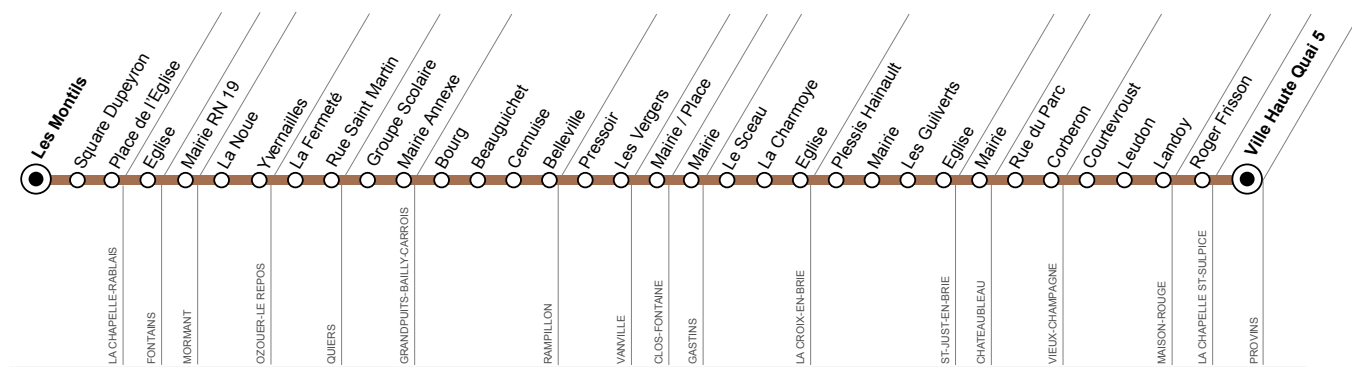 Les Montils
Square Dupeyron
Place de l'Eglise
Eglise
Mairie RN 19
La Noue
Yvernailles
La Fermeté
Rue Saint Martin
Groupe Scolaire
Mairie Annexe
Bourg
Beauguichet
Cernuise
Belleville
Pressoir
Les Vergers
Mairie / Place
Mairie
Le Sceau
La Charmoye
Eglise
Plessis Hainault
Mairie
Les Gulverts
Eglise
Mairie
Rue du Parc
Corberon
Courtevroust
Leudon
Landoy
Roger Frisson
Ville Haute Quai 5
LA CHAPELLE-RABLAIS
FONTAINS
MORMANT
OZOUER-LE REPOS
QUIERS
GRANDPUITS-BAILLY-CARROIS
RAMPILLON
VANVILLE
CLOS-FONTAINE
GASTINS
LA CROIX-EN-BRIE
ST-JUST-EN-BRIE
CHATEAUBLEAU
VIEUX-CHAMPAGNE
MAISON-ROUGE
LA CHAPELLE ST-SULPICE
PROVINS